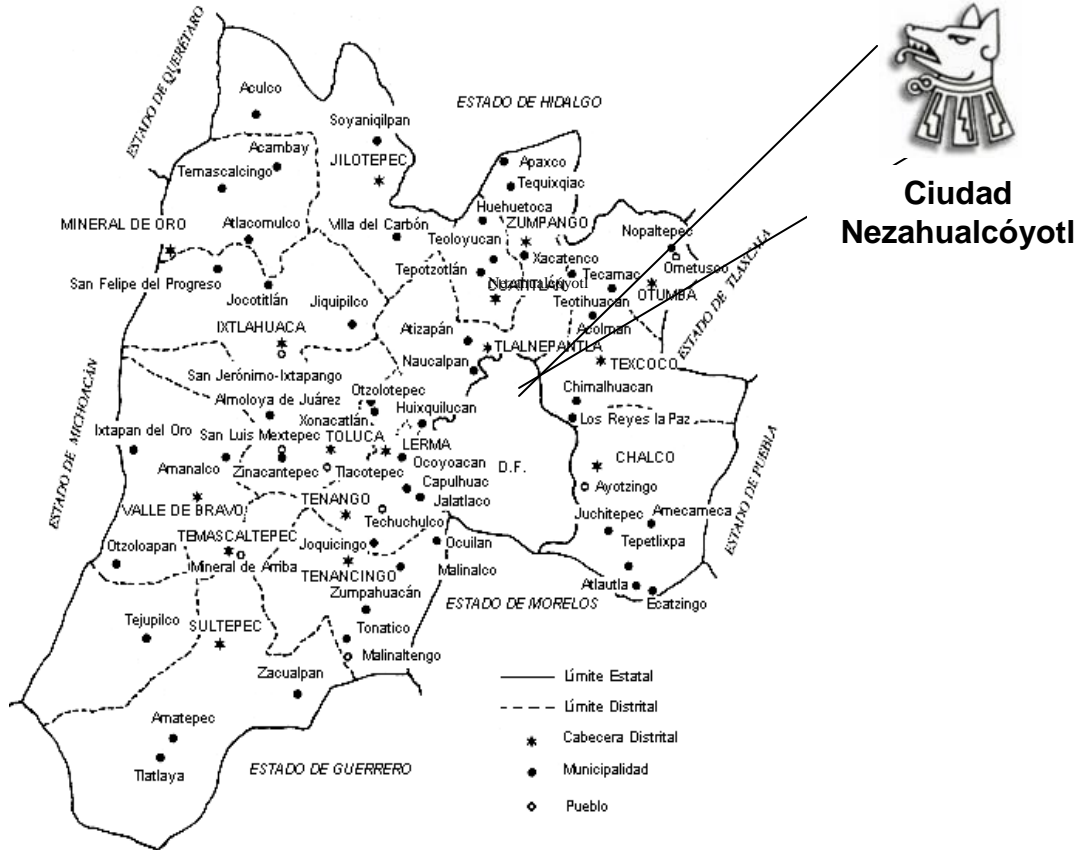 ESTADO DE QUERÉTARO
Aculco
ESTADO DE HIDALGO
Soyaniqilpan
Acambay
JILOTEPEC
Apaxco
Temascalcingo
Tequixqiac
Ciudad
Nezahualcóyotl
Huehuetoca
MINERAL DE ORO
Atlacomulco
Villa del Carbón
ZUMPANGO
Nopaltepec
Teoloyucan
Xacatenco
Ometusco
Tepotzotlán
Tecamac
San Felipe del Progreso
Nezahualcóyotl
OTUMBA
ESTADO DE TLAXCALA
Jocotitlán
Jiquipilco
Teotihuacán
Acolman
IXTLAHUACA
Atizapán
TLALNEPANTLA
Naucalpan
TEXCOCO
San Jerónimo-Ixtapango
Otzolotepec
Chimalhuacan
Almoloya de Juárez
Huixquilucan
Xonacatlán
Los Reyes la Paz
ESTADO DE MICHOACÁN
Ixtapan del Oro
San Luis Mextepec
TOLUCA
LERMA
D.F.
CHALCO
Amanalco
Zinacantepec
Tlacotepec
Ocoyoacan
Capulhuac
Ayotzingo
ESTADO DE PUEBLA
VALLE DE BRAVO
TENANGO
Jalatlaco
Techuchulco
Juchitepec
Amecameca
TEMASCALTEPEC
Otzoloapan
Joquicingo
Ocuilan
Tepetlixpa
Mineral de Arriba
TENANCINGO
Malinalco
Zumpahuacán
ESTADO DE MORELOS
Atlautla
Ecatzingo
Tejupilco
SULTEPEC
Tonatico
Malinaltengo
Zacualpan
Límite Estatal
Límite Distrital
Amatepec
Cabecera Distrital
Tlatlaya
ESTADO DE GUERRERO
Municipalidad
Pueblo